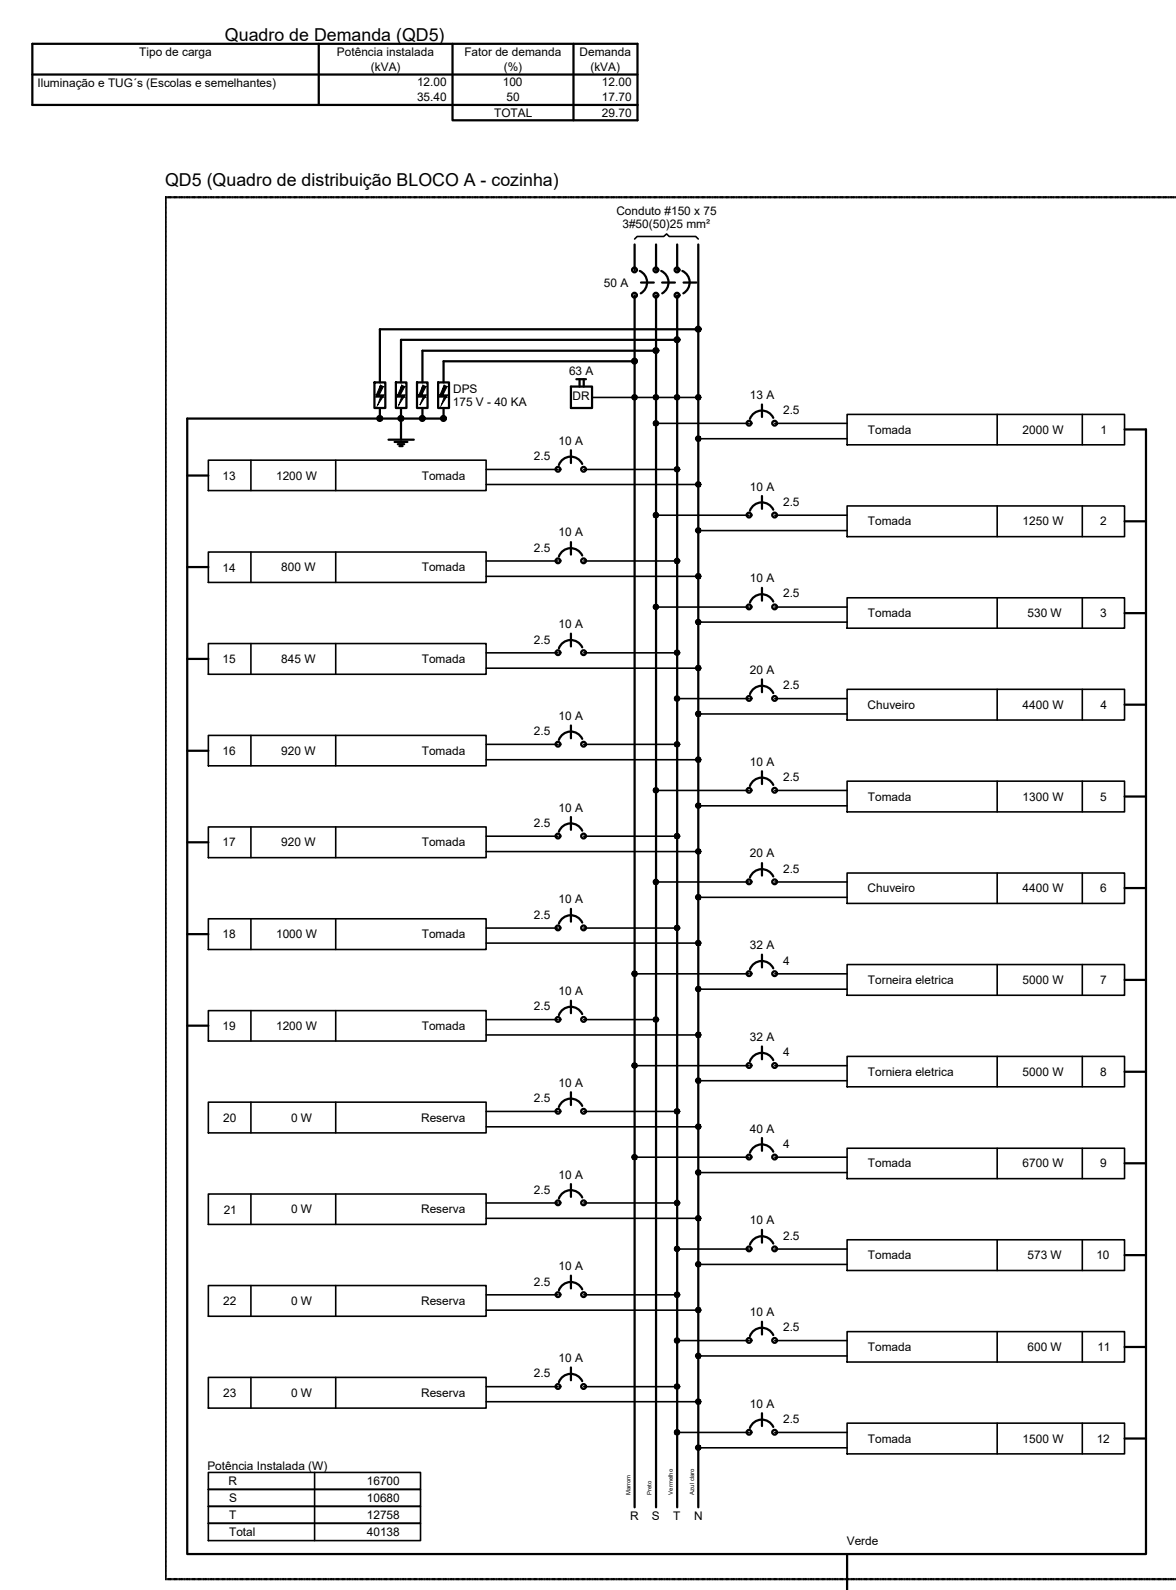 Quadro de Demanda (QD5)
Tipo de carga Potência instalada (kVA) Fator de demanda (%) Demanda (kVA)
Iluminação e TUG´s (Escolas e semelhantes) 12.00 100 12.00
35.40 50 17.70
TOTAL 29.70
QD5 (Quadro de distribuição BLOCO A - cozinha)
Conduto #150 x 75
3#50(50)25 mm²
50 A
DPS
175 V - 40 KA
63 A
DR
13 A
2.5
Tomada 2000 W 1
10 A
2.5
13 1200 W Tomada
10 A
2.5
Tomada 1250 W 2
10 A
2.5
14 800 W Tomada
10 A
2.5
Tomada 530 W 3
10 A
2.5
15 845 W Tomada
20 A
2.5
Chuveiro 4400 W 4
10 A
2.5
16 920 W Tomada
10 A
2.5
Tomada 1300 W 5
10 A
2.5
17 920 W Tomada
20 A
2.5
Chuveiro 4400 W 6
10 A
2.5
18 1000 W Tomada
32 A
4
Torneira eletrica 5000 W 7
10 A
2.5
19 1200 W Tomada
32 A
4
Torniera eletrica 5000 W 8
10 A
2.5
20 0 W Reserva
40 A
4
Tomada 6700 W 9
10 A
2.5
21 0 W Reserva
10 A
2.5
Tomada 573 W 10
10 A
2.5
22 0 W Reserva
10 A
2.5
Tomada 600 W 11
10 A
2.5
23 0 W Reserva
10 A
2.5
Tomada 1500 W 12
Potência Instalada (W)
R 16700
S 10680
T 12758
Total 40138
Marrom
Preto
Vermelho
Azul claro
R S T N
Verde